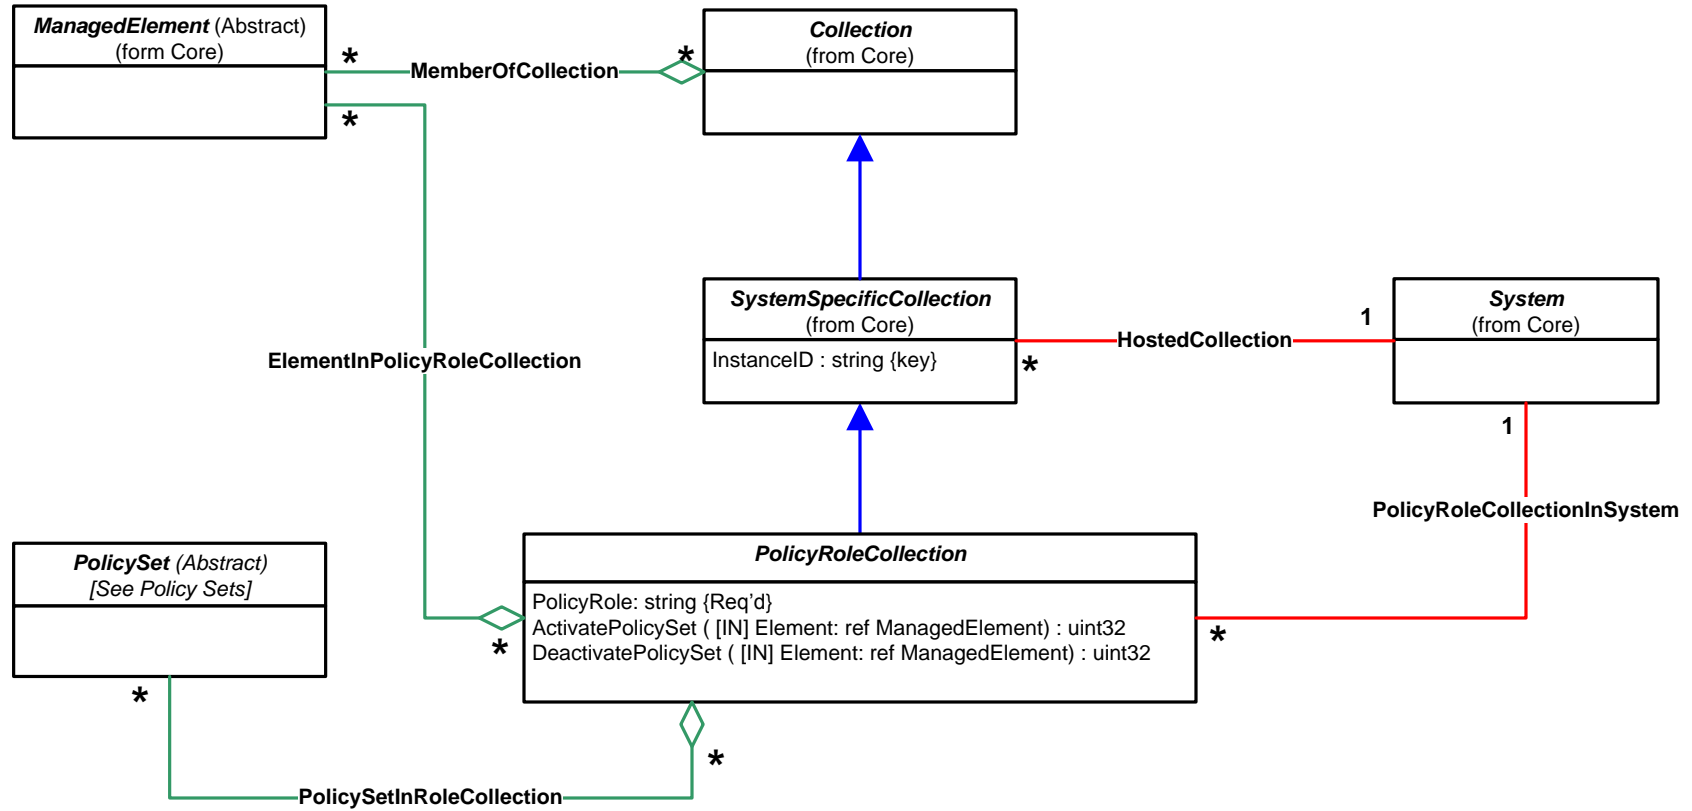 ManagedElement (Abstract)
(form Core)
*
MemberOfCollection
*
Collection
(from Core)
*
SystemSpecificCollection
(from Core)
InstanceID : string {key}
*
HostedCollection
1
System
(from Core)
ElementInPolicyRoleCollection
1
PolicyRoleCollectionInSystem
PolicySet (Abstract)
[See Policy Sets]
*
PolicyRoleCollection
PolicyRole: string {Req’d}
ActivatePolicySet ( [IN] Element: ref ManagedElement) : uint32
DeactivatePolicySet ( [IN] Element: ref ManagedElement) : uint32
*
*
*
PolicySetInRoleCollection